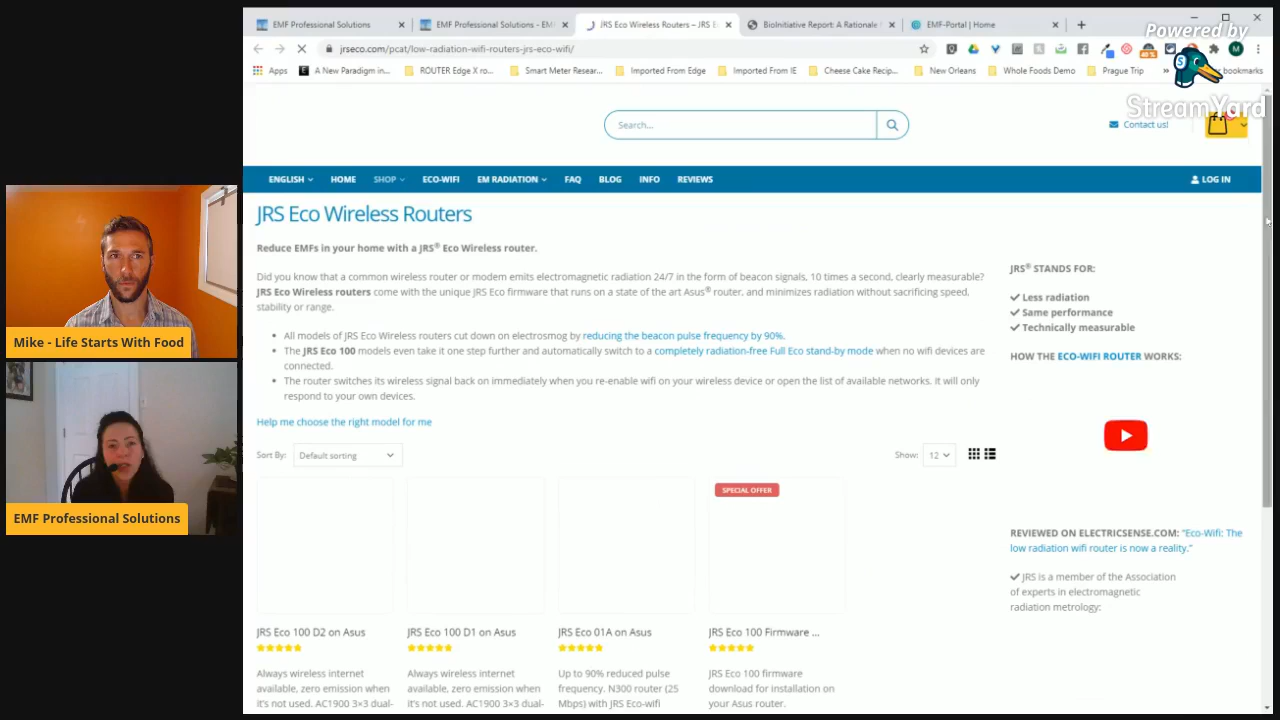 EMF Professional Solutions
EMF Professional Solutions - EMF
JRS Eco Wireless Routers – JRS E
BioInitiative Report: A Rationale
EMF-Portal | Home
jrseco.com/pcat/low-radiation-wifi-routers-jrs-eco-wifi/
Apps
A New Paradigm in...
ROUTER Edge X ro...
Smart Meter Resear...
Imported From Edge
Imported From IE
Cheese Cake Recip...
New Orleans
Whole Foods Demo
Prague Trip
bookmarks
Powered by
StreamYard
Search...
Contact us!
ENGLISH
HOME
SHOP
ECO-WIFI
EM RADIATION
FAQ
BLOG
INFO
REVIEWS
LOG IN
JRS Eco Wireless Routers
Reduce EMFs in your home with a JRS® Eco Wireless router.
Did you know that a common wireless router or modem emits electromagnetic radiation 24/7 in the form of beacon signals, 10 times a second, clearly measurable?
JRS Eco Wireless routers come with the unique JRS Eco firmware that runs on a state of the art Asus® router, and minimizes radiation without sacrificing speed,
stability or range.
All models of JRS Eco Wireless routers cut down on electrosmog by reducing the beacon pulse frequency by 90%.
The JRS Eco 100 models even take it one step further and automatically switch to a completely radiation-free Full Eco stand-by mode when no wifi devices are
connected.
The router switches its wireless signal back on immediately when you re-enable wifi on your wireless device or open the list of available networks. It will only
respond to your own devices.
Help me choose the right model for me
Sort By:
Default sorting
Show:
12
SPECIAL OFFER
JRS Eco 100 D2 on Asus
JRS Eco 100 D1 on Asus
JRS Eco 01A on Asus
JRS Eco 100 Firmware ...
Always wireless internet
available, zero emission when
it's not used. AC1900 3×3 dual-
Always wireless internet
available, zero emission when
it's not used. AC1900 3×3 dual-
Up to 90% reduced pulse
frequency. N300 router (25
Mbps) with JRS Eco-wifi
JRS Eco 100 firmware
download for installation on
your Asus router.
JRS® STANDS FOR:
Less radiation
Same performance
Technically measurable
HOW THE ECO-WIFI ROUTER WORKS:
REVIEWED ON ELECTRICSENSE.COM: "Eco-Wifi: The
low radiation wifi router is now a reality."
JRS is a member of the Association
of experts in electromagnetic
radiation metrology:
Mike - Life Starts With Food
EMF Professional Solutions